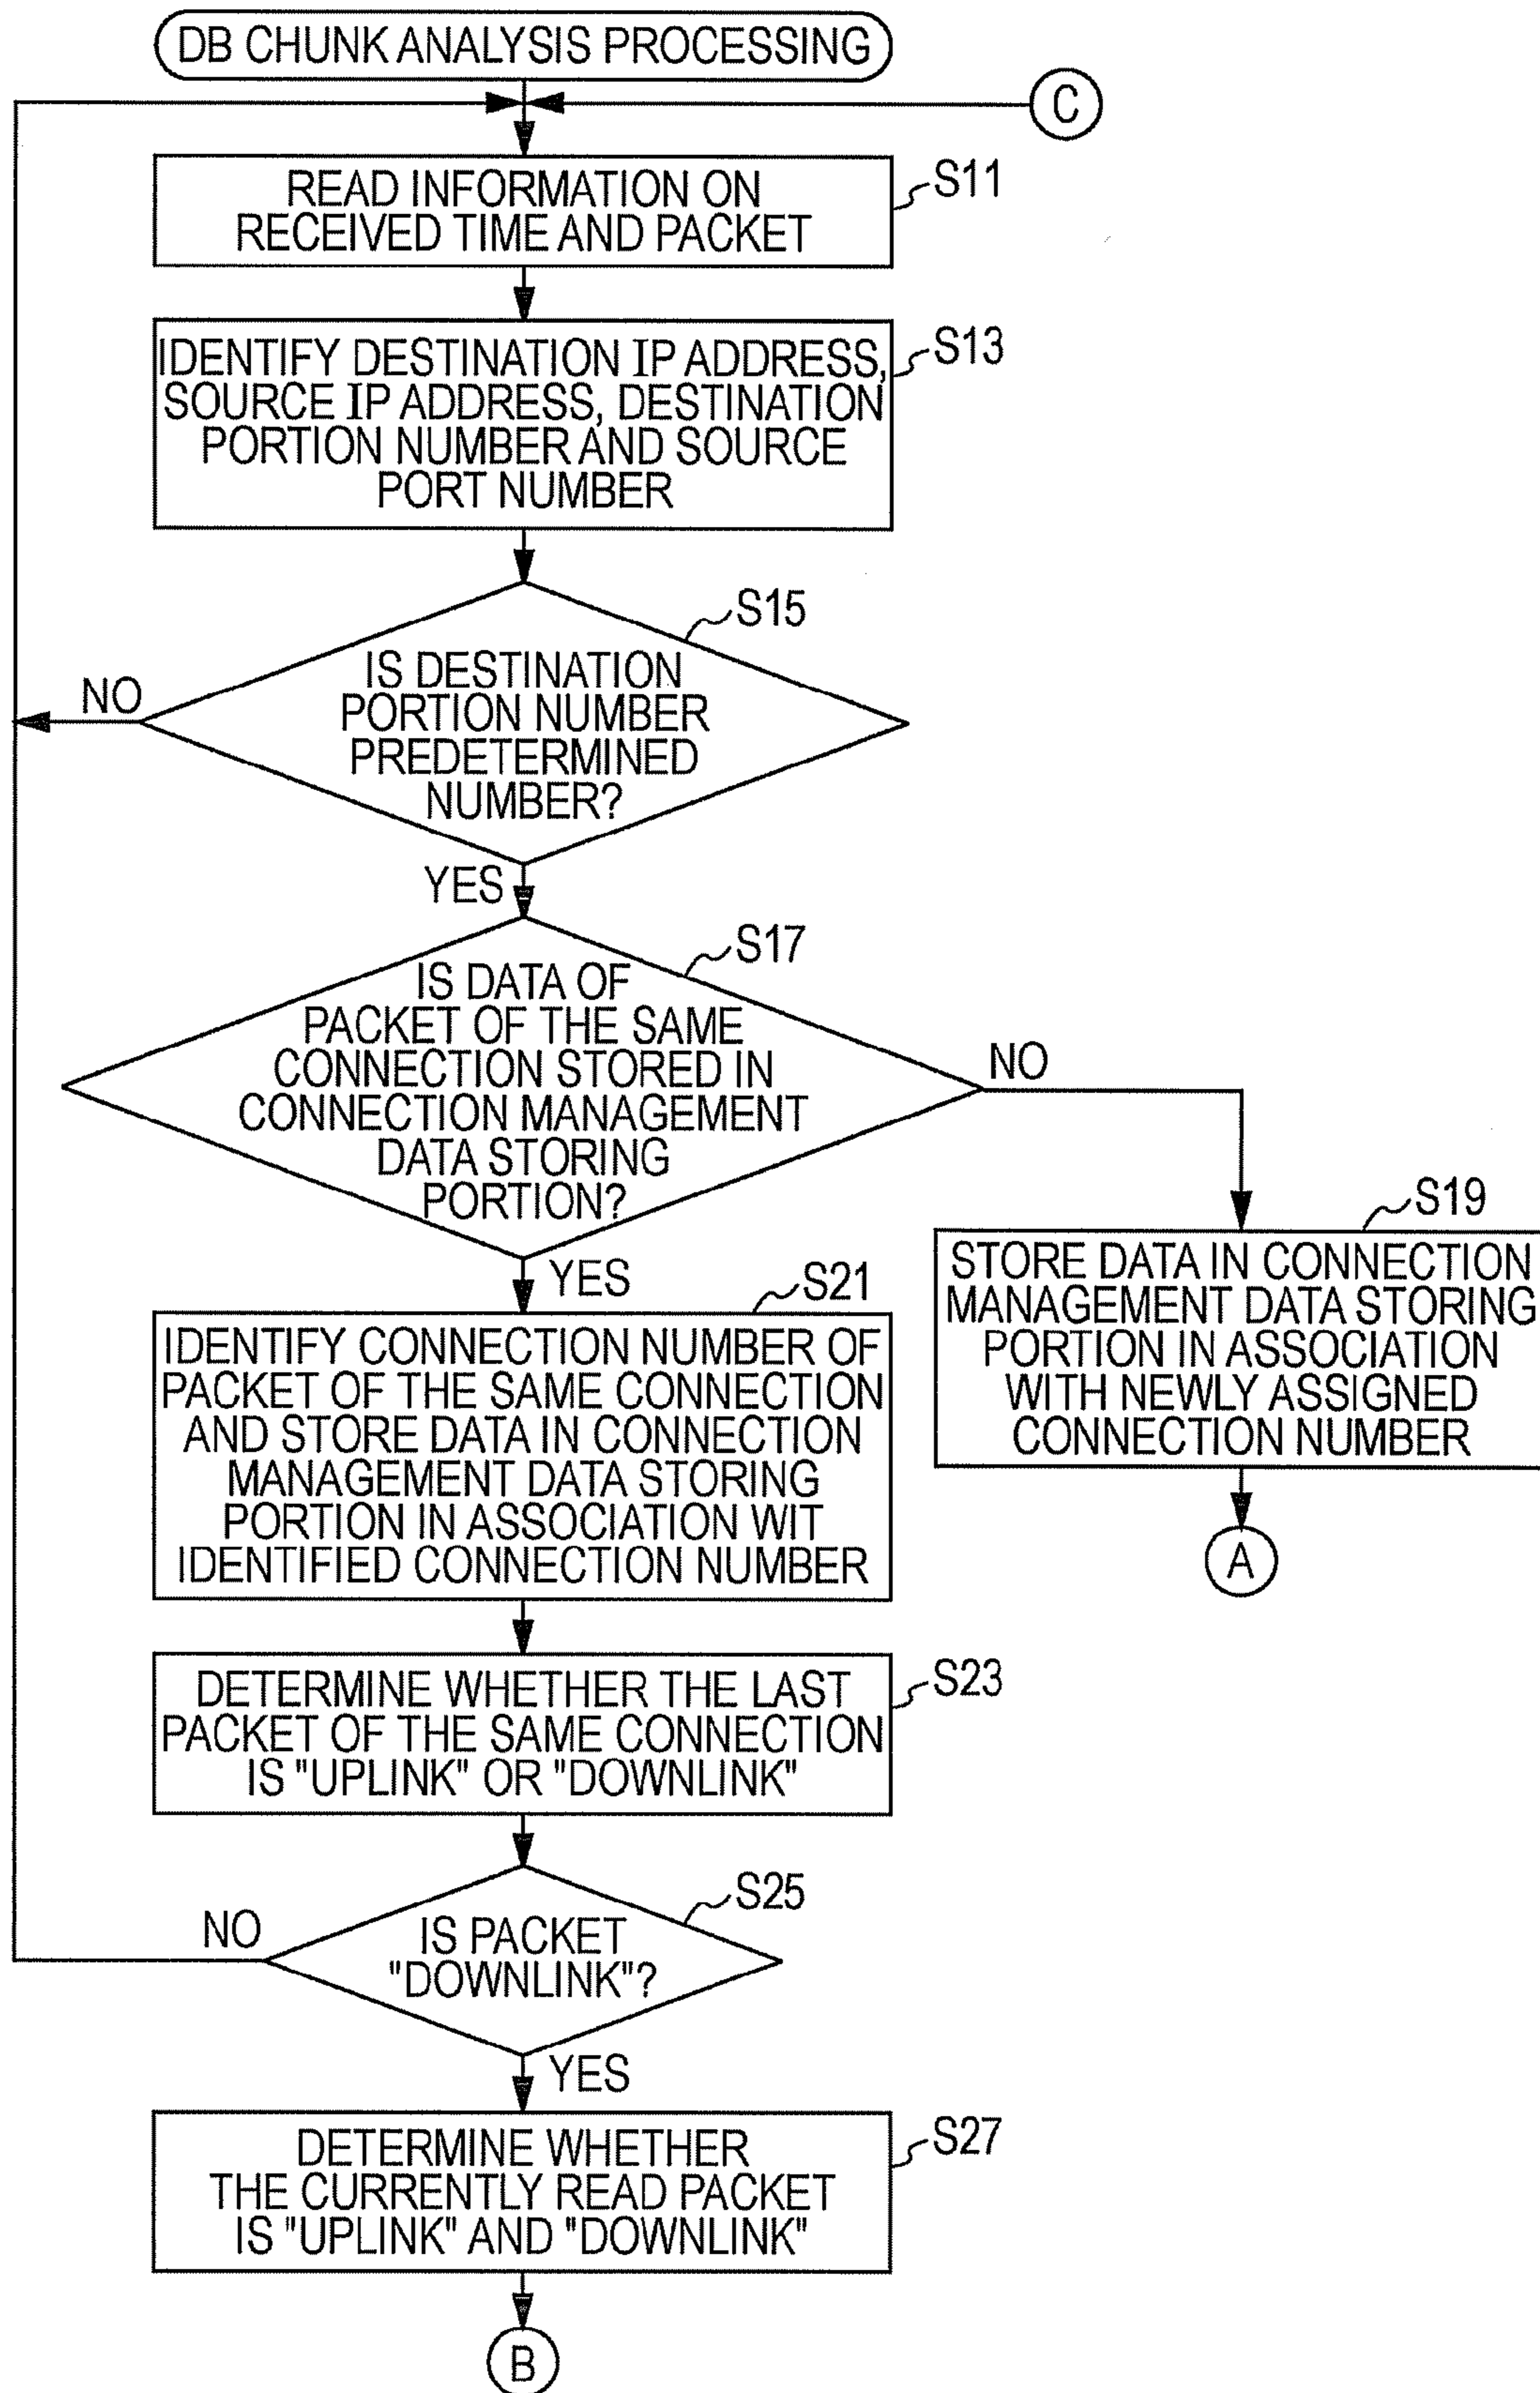 DB CHUNK ANALYSIS PROCESSING
C
READ INFORMATION ON
RECEIVED TIME AND PACKET
S11
IDENTIFY DESTINATION IP ADDRESS,
SOURCE IP ADDRESS, DESTINATION
PORTION NUMBER AND SOURCE
PORT NUMBER
S13
S15
IS DESTINATION
PORTION NUMBER
PREDETERMINED
NUMBER?
NO
YES
S17
IS DATA OF
PACKET OF THE SAME
CONNECTION STORED IN
CONNECTION MANAGEMENT
DATA STORING
PORTION?
NO
YES
S19
STORE DATA IN CONNECTION
MANAGEMENT DATA STORING
PORTION IN ASSOCIATION
WITH NEWLY ASSIGNED
CONNECTION NUMBER
A
S21
IDENTIFY CONNECTION NUMBER OF
PACKET OF THE SAME CONNECTION
AND STORE DATA IN CONNECTION
MANAGEMENT DATA STORING
PORTION IN ASSOCIATION WIT
IDENTIFIED CONNECTION NUMBER
DETERMINE WHETHER THE LAST
PACKET OF THE SAME CONNECTION
IS "UPLINK" OR "DOWNLINK"
S23
S25
IS PACKET
"DOWNLINK"?
NO
YES
DETERMINE WHETHER
THE CURRENTLY READ PACKET
IS "UPLINK" AND "DOWNLINK"
S27
B